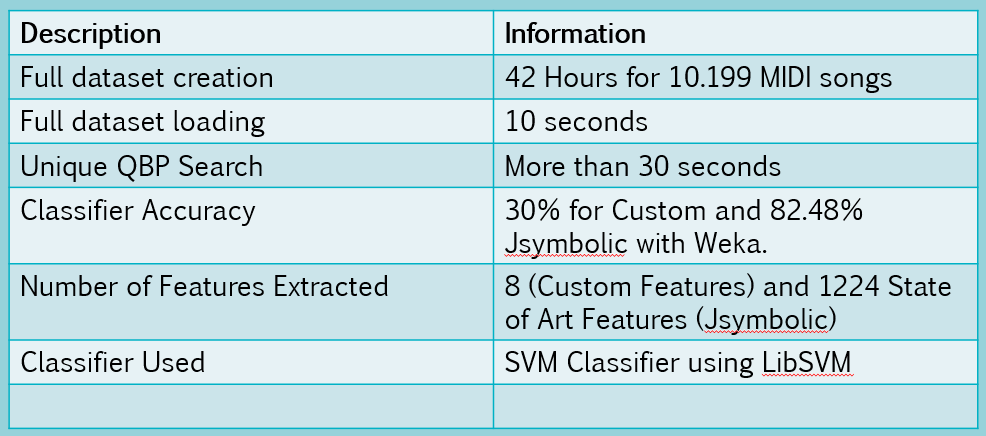 Description Information
Full dataset creation 42 Hours for 10.199 MIDI songs
Full dataset loading 10 seconds
Unique QBP Search More than 30 seconds
Classifier Accuracy 30% for Custom and 82.48%
Jsymbolic with Weka.
Number of Features Extracted 8 (Custom Features) and 1224 State
of Art Features (Jsymbolic)
Classifier Used SVM Classifier using LibSVM